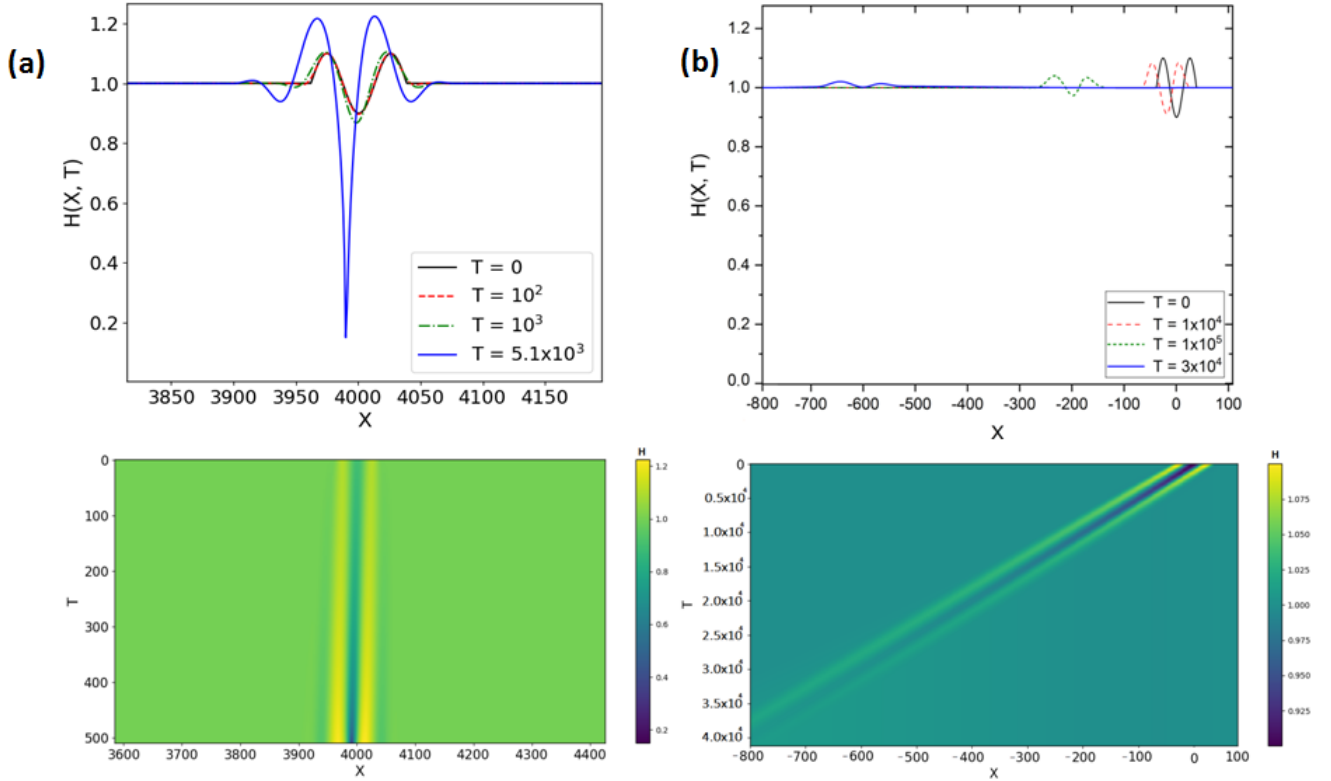 (a)
H(X, T)
1.2
1.0
0.8
0.6
0.4
0.2
T = 0
T = 10²
T = 10³
T = 5.1x10³
3850 3900 3950 4000 4050 4100 4150
X
(b)
H(X, T)
1.2
1.0
0.8
0.6
0.4
0.2
0.0
T = 0
T = 1x10⁴
T = 1x10⁵
T = 3x10⁴
-800 -700 -600 -500 -400 -300 -200 -100 0 100
X
T
0
100
200
300
400
500
3600 3700 3800 3900 4000 4100 4200 4300 4400
X
H
1.2
1.0
0.8
0.6
0.4
0.2
T
0
0.5x10⁴
1.0x10⁴
1.5x10⁴
2.0x10⁴
2.5x10⁴
3.0x10⁴
3.5x10⁴
4.1x10⁴
-800 -700 -600 -500 -400 -300 -200 -100 0 100
X
H
1.075
1.050
1.025
1.000
0.975
0.950
0.925